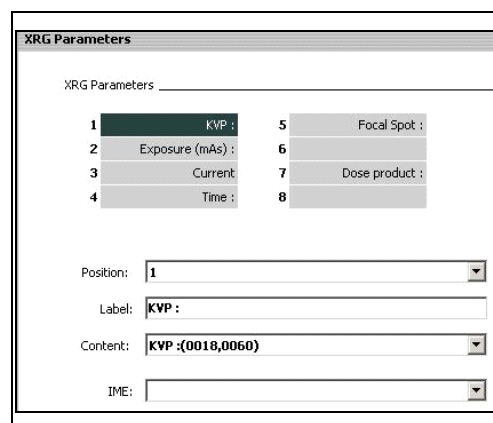 XRG Parameters
XRG Parameters
1 KVP : 5 Focal Spot :
2 Exposure (mAs) : 6
3 Current 7 Dose product :
4 Time : 8
Position: 1
Label: KVP :
Content: KVP :(0018,0060)
IME: